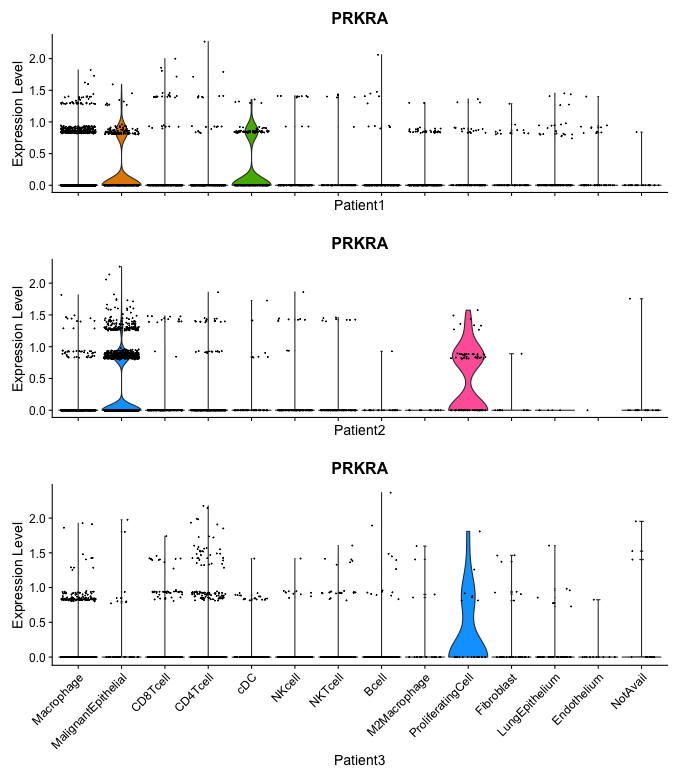 PRKRA
Expression Level
2.0
1.5
1.0
0.5
0.0
Patient1
PRKRA
Expression Level
2.0
1.5
1.0
0.5
0.0
Patient2
PRKRA
Expression Level
2.0
1.5
1.0
0.5
0.0
Macrophage
MalignantEpithelial
CD8Tcell
CD4Tcell
cDC
NKcell
NKTcell
Bcell
M2Macrophage
ProliferatingCell
Fibroblast
LungEpithelium
Endothelium
NotAvail
Patient3